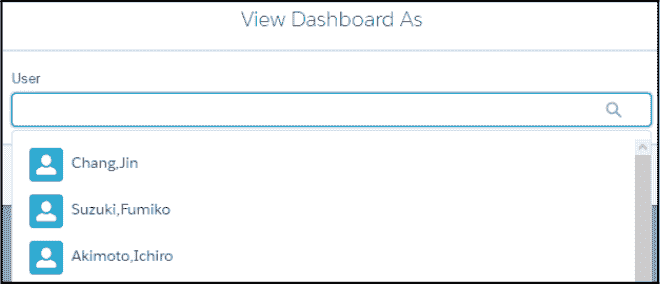 View Dashboard As
User
Chang,Jin
Suzuki,Fumiko
Akimoto,Ichiro